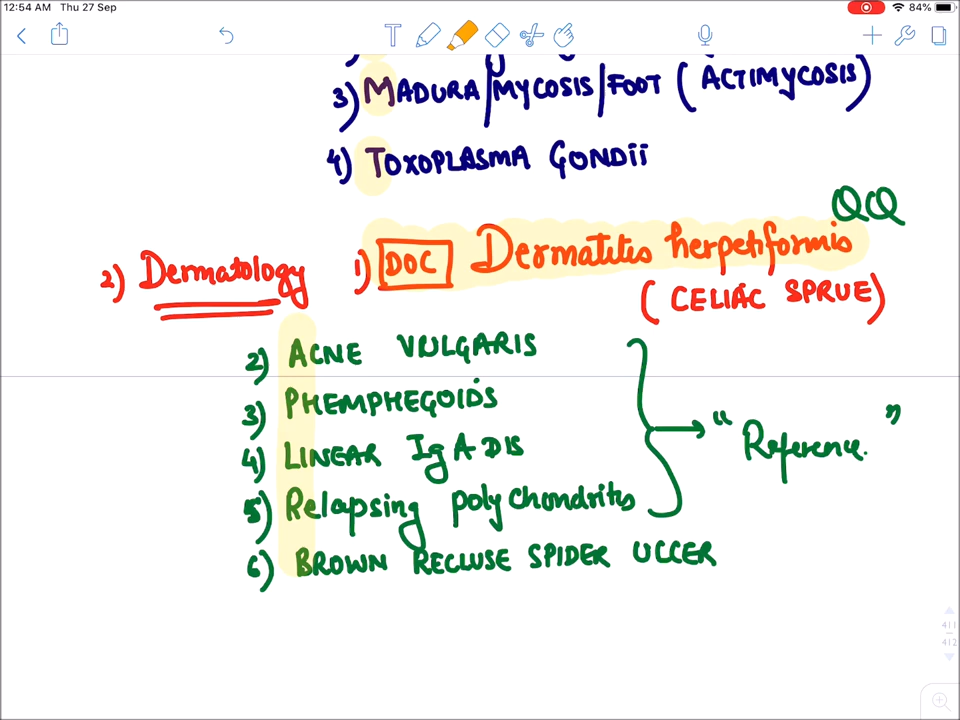 12:54 AM Thu 27 Sep 84%
3) MADURA/MYCOSIS/FOOT (ACTIMYCOSIS)
4) TOXOPLASMA GONDii
QQ
2) Dermatology 1) DOC Dermatitis herpetiformis
(CELIAC SPRUE)
2) ACNE VULGARIS
3) PHEMPHEGOIDS
4) LINEAR IgA DIS
5) Relapsing polychondritis
6) BROWN RECLUSE SPIDER ULCER
"Reference."
411
412